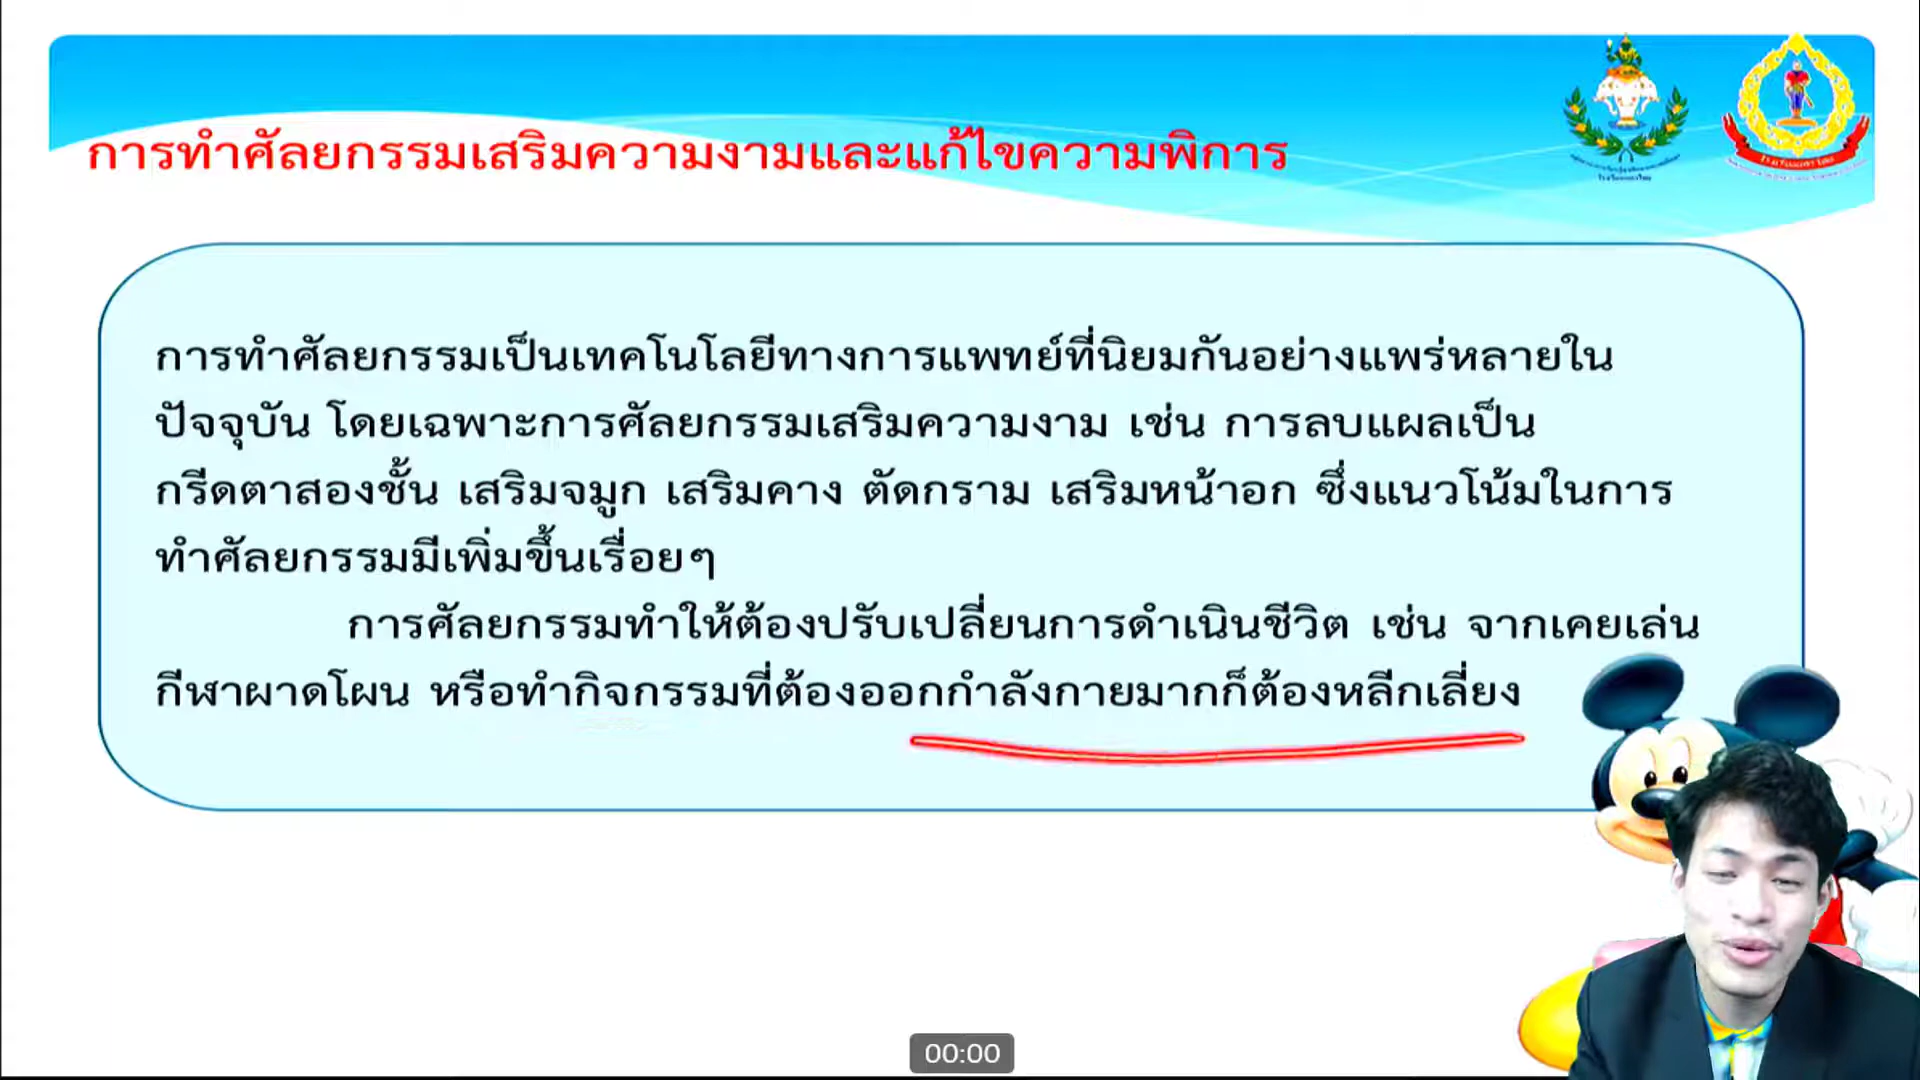 การทำศัลยกรรมเสริมความงามและแก้ไขความพิการ
การทำศัลยกรรมเป็นเทคโนโลยีทางการแพทย์ที่นิยมกันอย่างแพร่หลายใน
ปัจจุบัน โดยเฉพาะการศัลยกรรมเสริมความงาม เช่น การลบแผลเป็น
กรีดตาสองชั้น เสริมจมูก เสริมคาง ตัดกราม เสริมหน้าอก ซึ่งแนวโน้มในการ
ทำศัลยกรรมมีเพิ่มขึ้นเรื่อยๆ
การศัลยกรรมทำให้ต้องปรับเปลี่ยนการดำเนินชีวิต เช่น จากเคยเล่น
กีฬาผาดโผน หรือทำกิจกรรมที่ต้องออกกำลังกายมากก็ต้องหลีกเลี่ยง
00:00